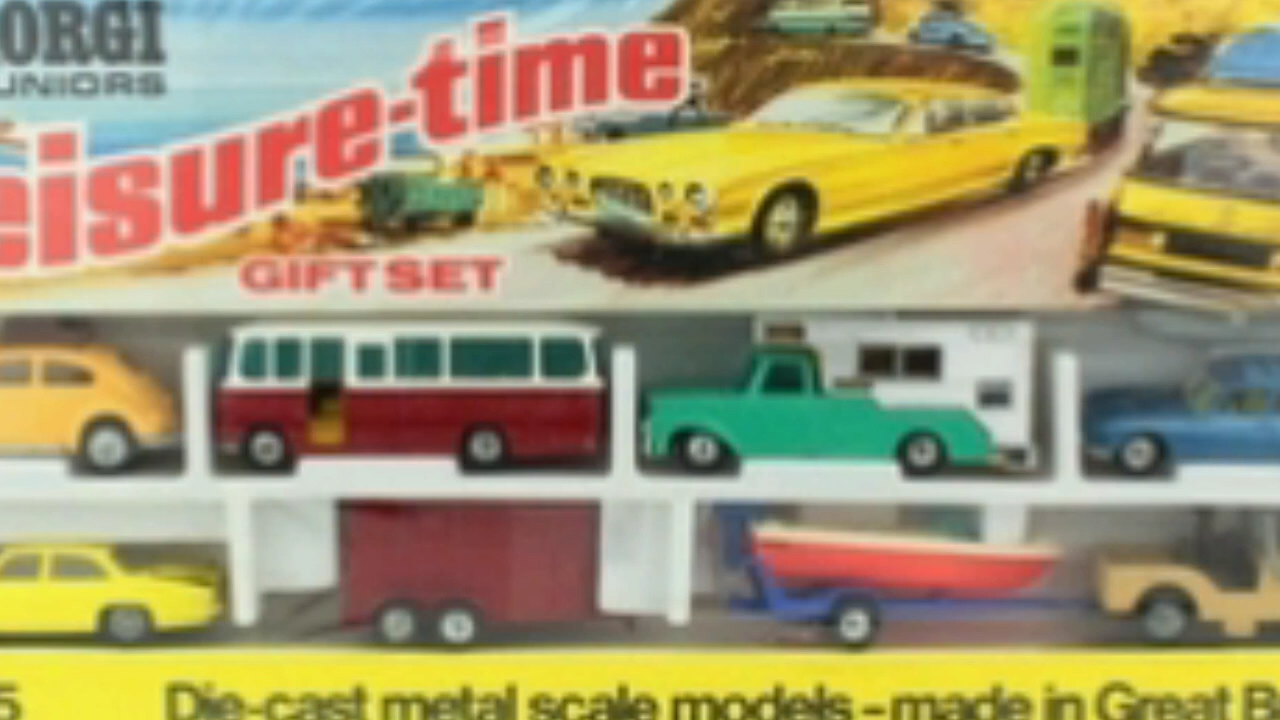 ORGI
UNIORS
eisure-time
GIFT SET
5
Die-cast metal scale models - made in Great B